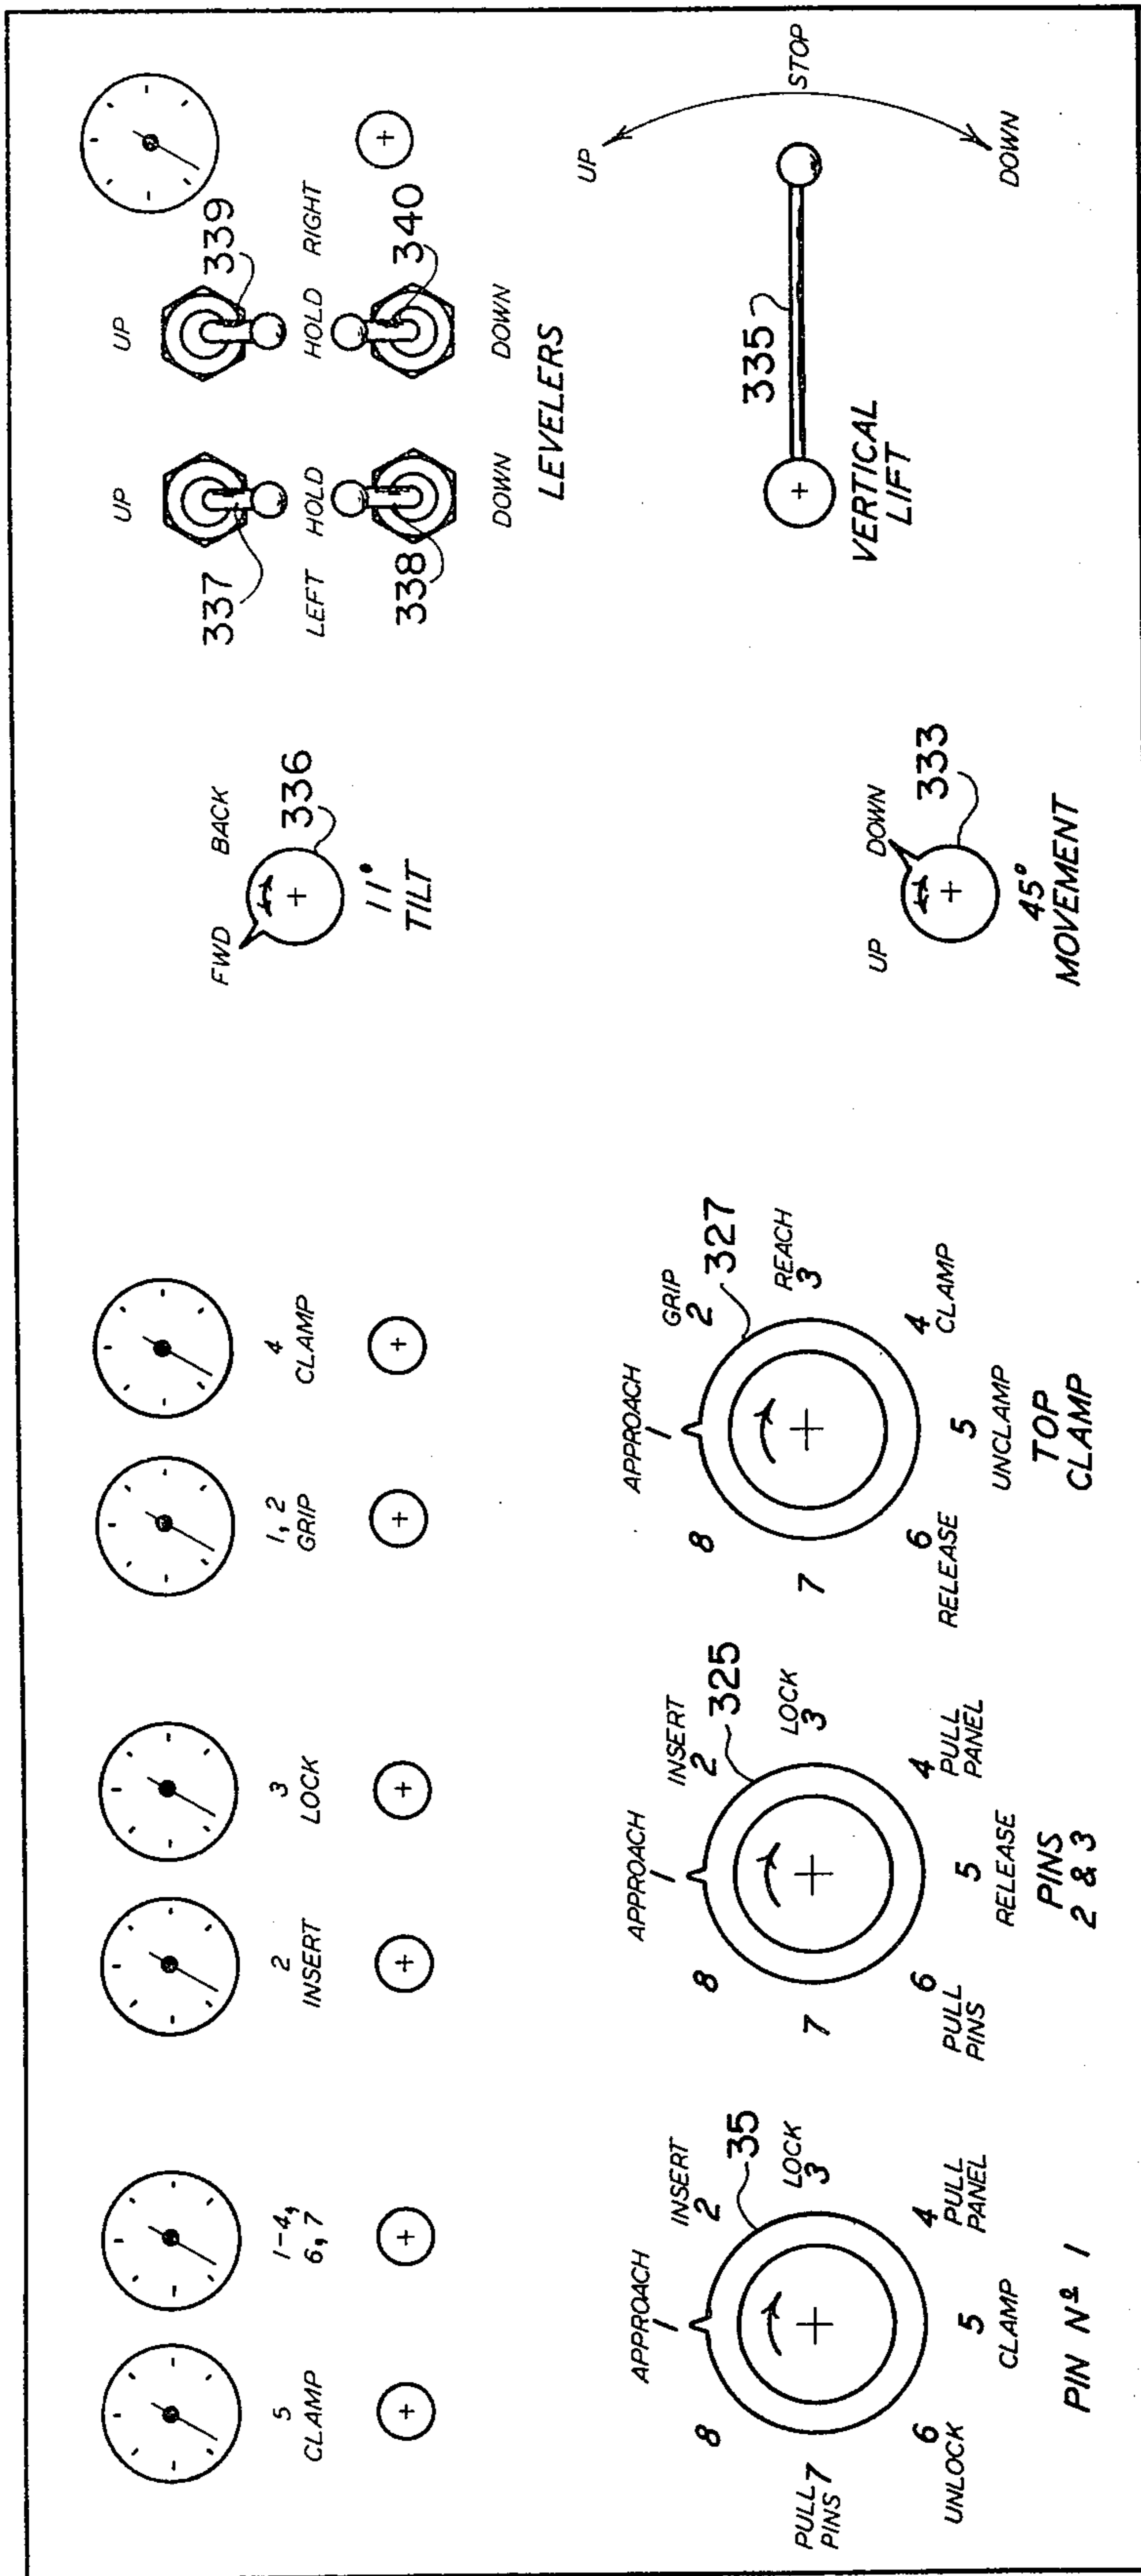 5
CLAMP
1-4,
6,7
2
INSERT
3
LOCK
1,2
GRIP
4
CLAMP
FWD
BACK
336
11°
TILT
UP
UP
337
339
LEFT
HOLD
HOLD
RIGHT
338
340
DOWN
DOWN
LEVELERS
APPROACH
1
INSERT
2
35
LOCK
3
4
PULL
PANEL
5
CLAMP
6
UNLOCK
PULL
PINS 7
8
PIN Nº 1
APPROACH
1
INSERT
2
325
LOCK
3
4
PULL
PANEL
5
RELEASE
6
PULL
PINS
7
8
PINS
2 & 3
APPROACH
1
GRIP
2
327
REACH
3
4
CLAMP
5
UNCLAMP
6
RELEASE
7
8
TOP
CLAMP
UP
DOWN
333
45°
MOVEMENT
335
VERTICAL
LIFT
UP
STOP
DOWN